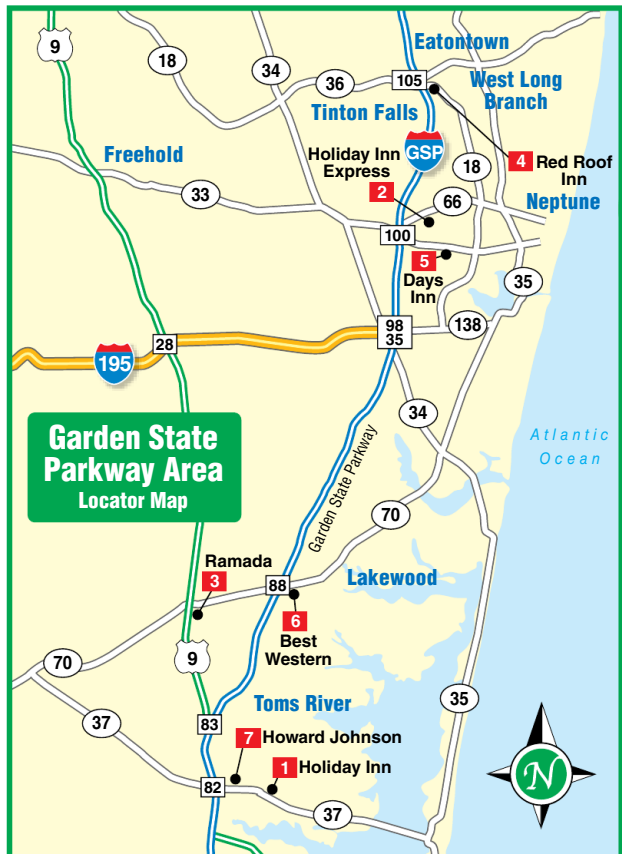 9
18
34
36
105
Eatontown
West Long
Branch
Tinton Falls
GSP
Freehold
Holiday Inn
Express
2
18
4 Red Roof
Inn
33
66
Neptune
100
5
Days
Inn
35
98
35
138
28
195
34
Garden State
Parkway Area
Locator Map
Garden State Parkway
Atlantic
Ocean
70
Ramada
3
88
Lakewood
6
Best
Western
9
70
Toms River
35
37
83
7 Howard Johnson
1 Holiday Inn
82
37
N